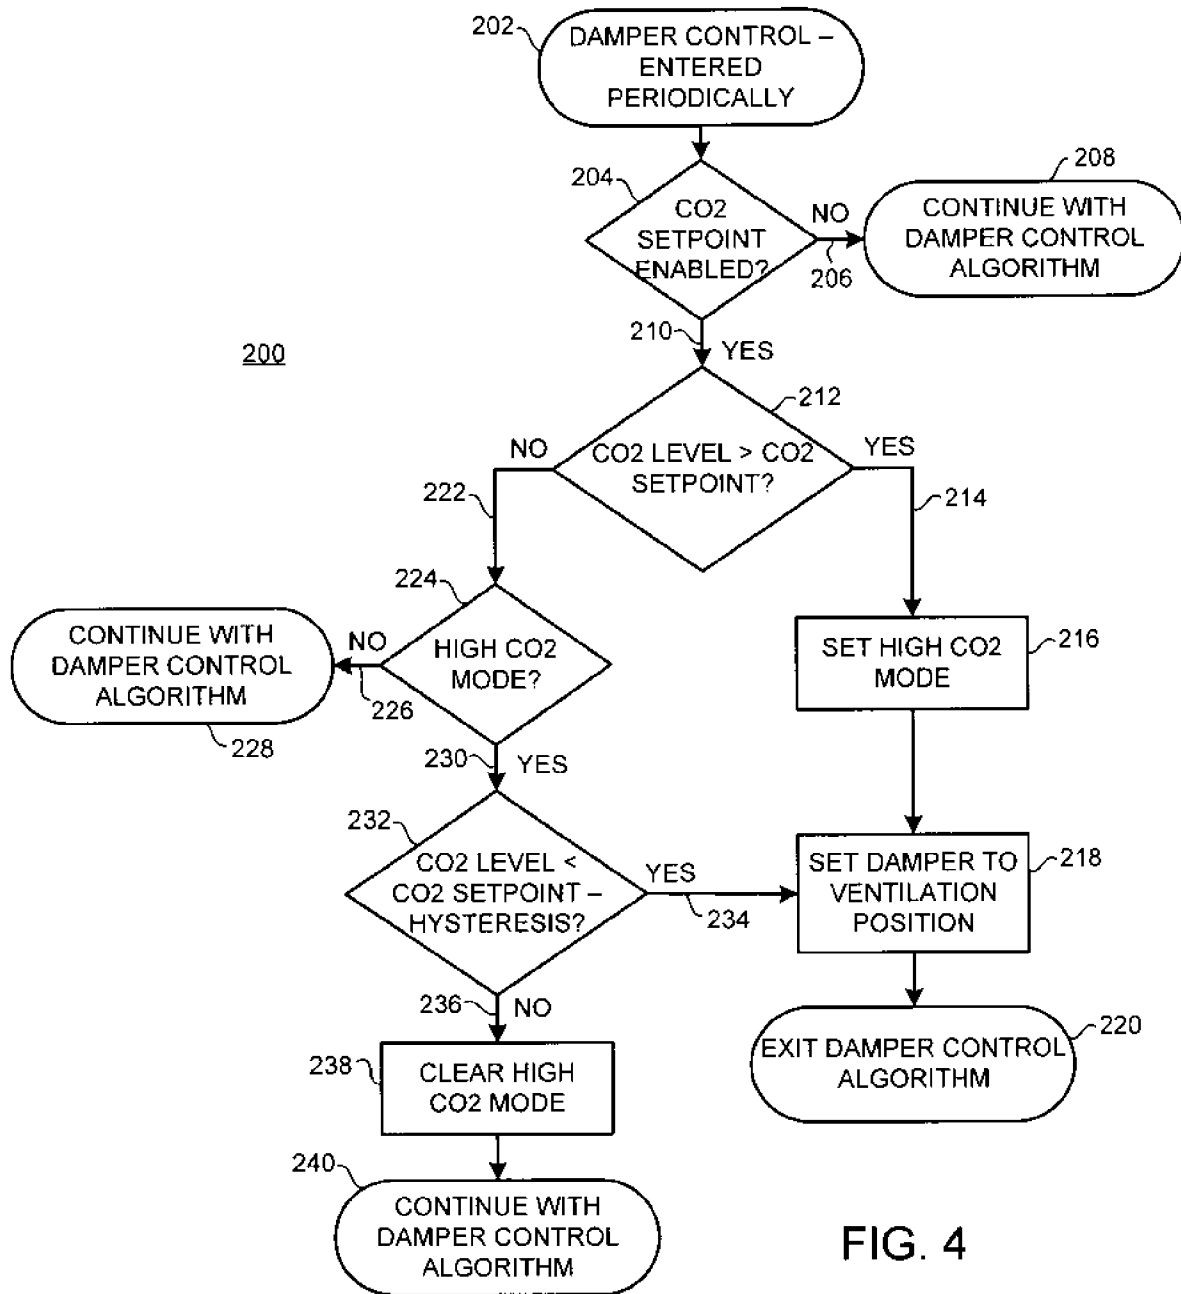 202
DAMPER CONTROL –
ENTERED
PERIODICALLY
204
CO2
SETPOINT
ENABLED?
NO
206
208
CONTINUE WITH
DAMPER CONTROL
ALGORITHM
210
YES
200
212
CO2 LEVEL > CO2
SETPOINT?
NO
YES
222
214
224
HIGH CO2
MODE?
NO
226
CONTINUE WITH
DAMPER CONTROL
ALGORITHM
228
SET HIGH CO2
MODE
216
230
YES
232
CO2 LEVEL <
CO2 SETPOINT –
HYSTERESIS?
YES
234
SET DAMPER TO
VENTILATION
POSITION
218
236
NO
238
CLEAR HIGH
CO2 MODE
EXIT DAMPER CONTROL
ALGORITHM
220
240
CONTINUE WITH
DAMPER CONTROL
ALGORITHM
FIG. 4